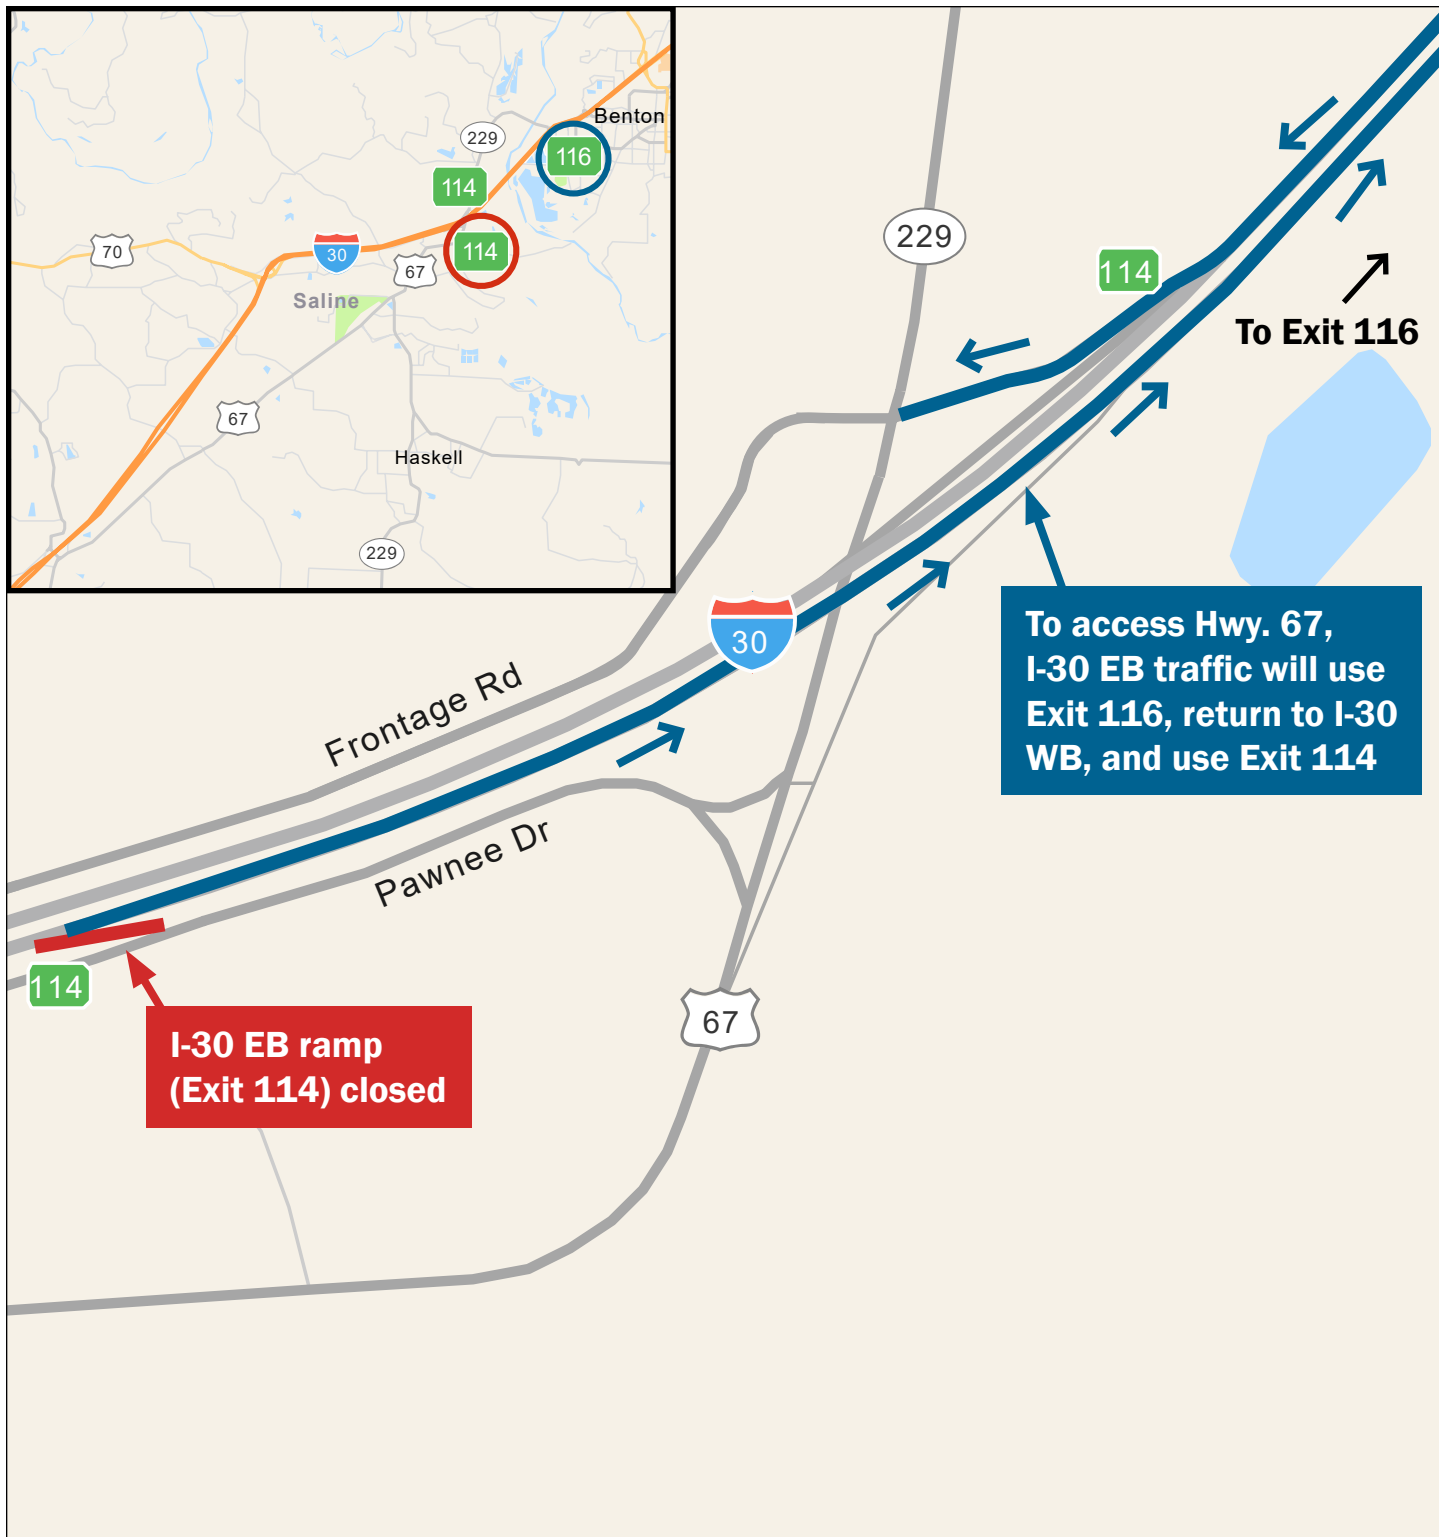 Benton
229
116
114
114
70
30
67
Saline
67
Haskell
229
229
114
To Exit 116
30
To access Hwy. 67,
I-30 EB traffic will use
Exit 116, return to I-30
WB, and use Exit 114
Frontage Rd
Pawnee Dr
114
67
I-30 EB ramp
(Exit 114) closed